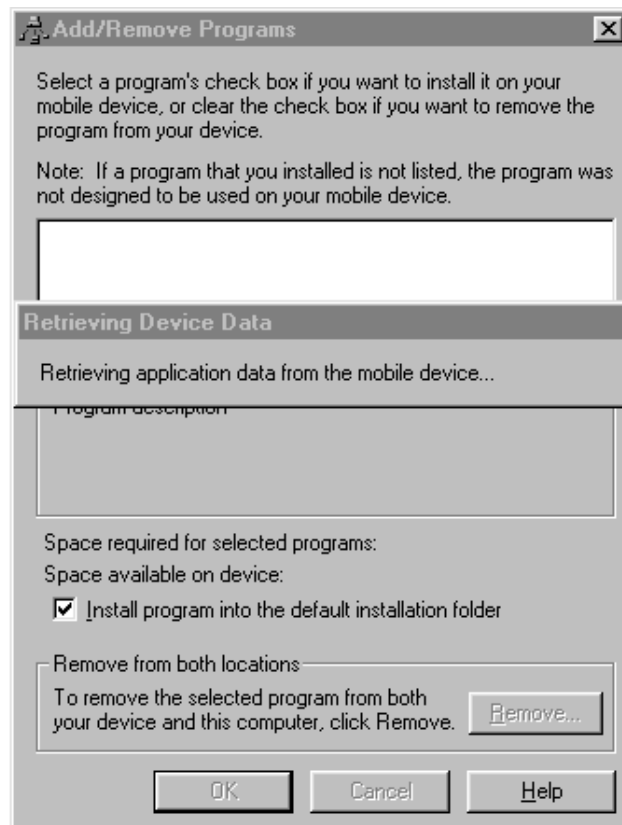 Add/Remove Programs
Select a program's check box if you want to install it on your
mobile device, or clear the check box if you want to remove the
program from your device.
Note:  If a program that you installed is not listed, the program was
not designed to be used on your mobile device.
Retrieving Device Data
Retrieving application data from the mobile device...
Program description
Space required for selected programs:
Space available on device:
Install program into the default installation folder
Remove from both locations
To remove the selected program from both
your device and this computer, click Remove.
Remove...
OK
Cancel
Help